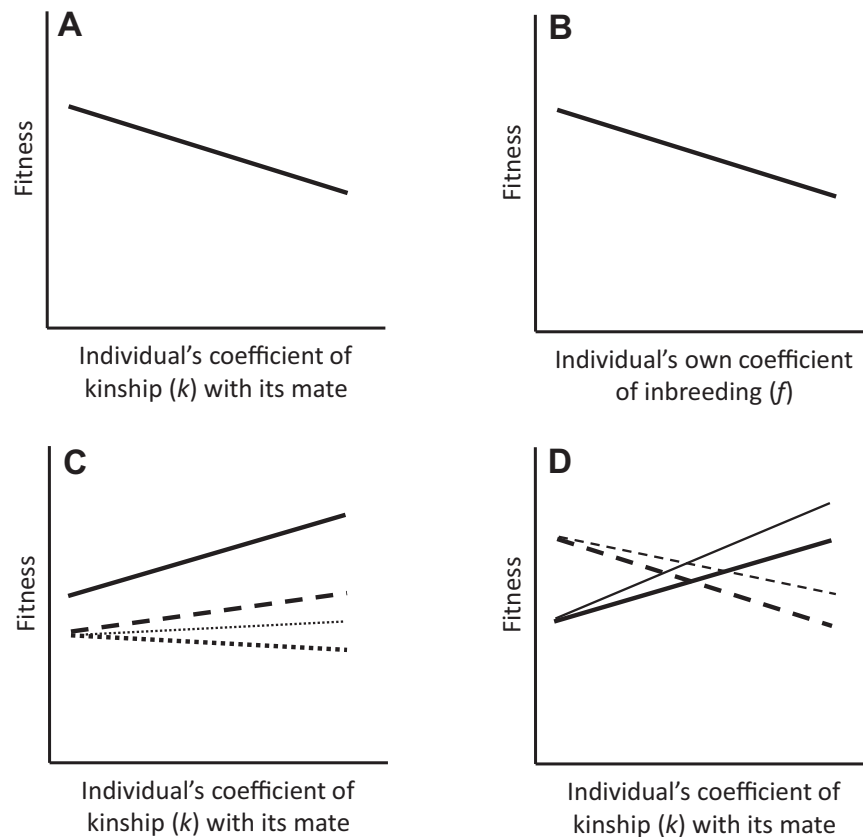 A
Fitness
Individual's coefficient of
kinship (k) with its mate
B
Fitness
Individual's own coefficient
of inbreeding (f)
C
Fitness
Individual's coefficient of
kinship (k) with its mate
D
Fitness
Individual's coefficient of
kinship (k) with its mate